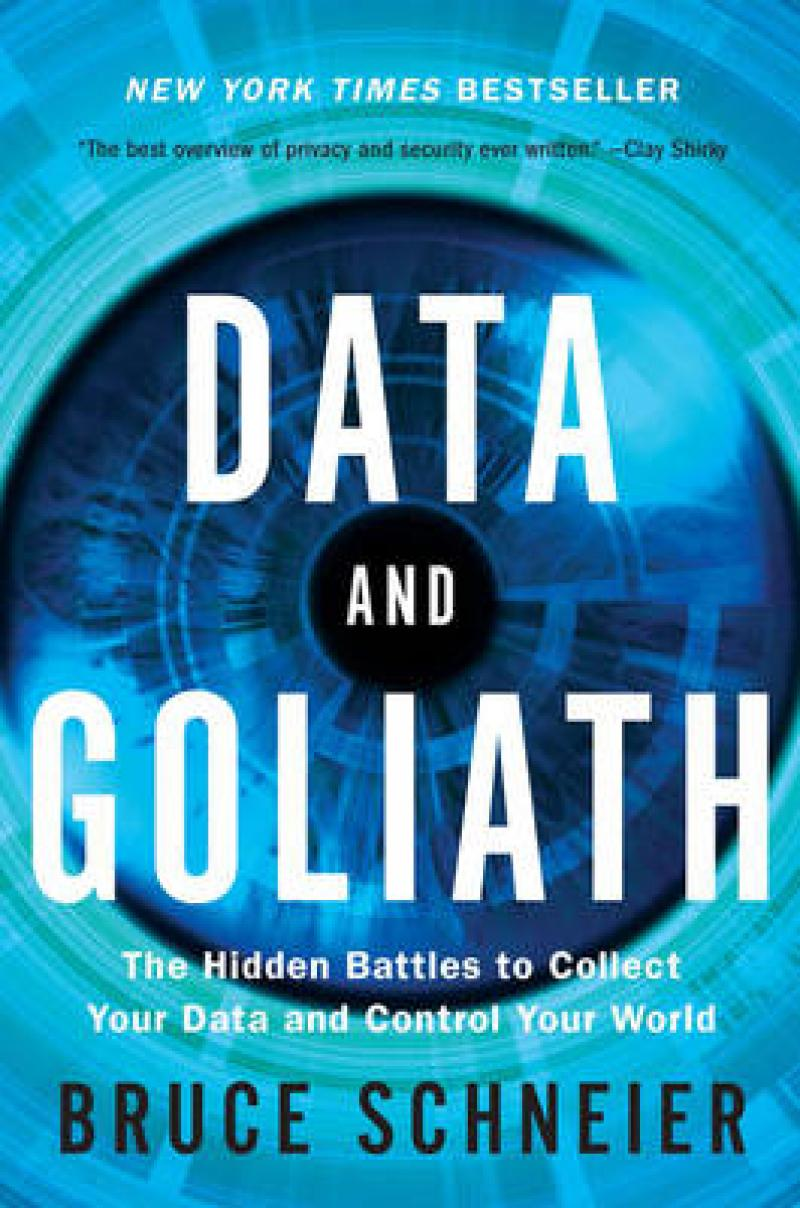 NEW YORK TIMES BESTSELLER
"The best overview of privacy and security ever written." —Clay Shirky
DATA
AND
GOLIATH
The Hidden Battles to Collect
Your Data and Control Your World
BRUCE SCHNEIER